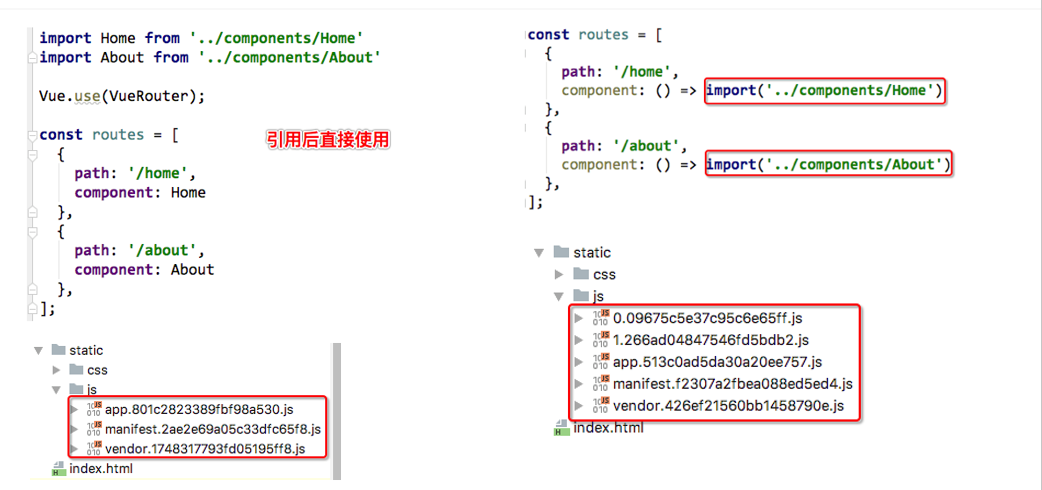 import Home from '../components/Home'
import About from '../components/About'
Vue.use(VueRouter);
const routes = [
{
path: '/home',
component: Home
},
{
path: '/about',
component: About
},
];
引用后直接使用
static
css
js
app.801c2823389fbf98a530.js
manifest.2ae2e69a05c33dfc65f8.js
vendor.1748317793fd05195ff8.js
index.html
const routes = [
{
path: '/home',
component: () => import('../components/Home')
},
{
path: '/about',
component: () => import('../components/About')
},
];
static
css
js
0.09675c5e37c95c6e65ff.js
1.266ad04847546fd5bdb2.js
app.513c0ad5da30a20ee757.js
manifest.f2307a2fbea088ed5ed4.js
vendor.426ef21560bb1458790e.js
index.html